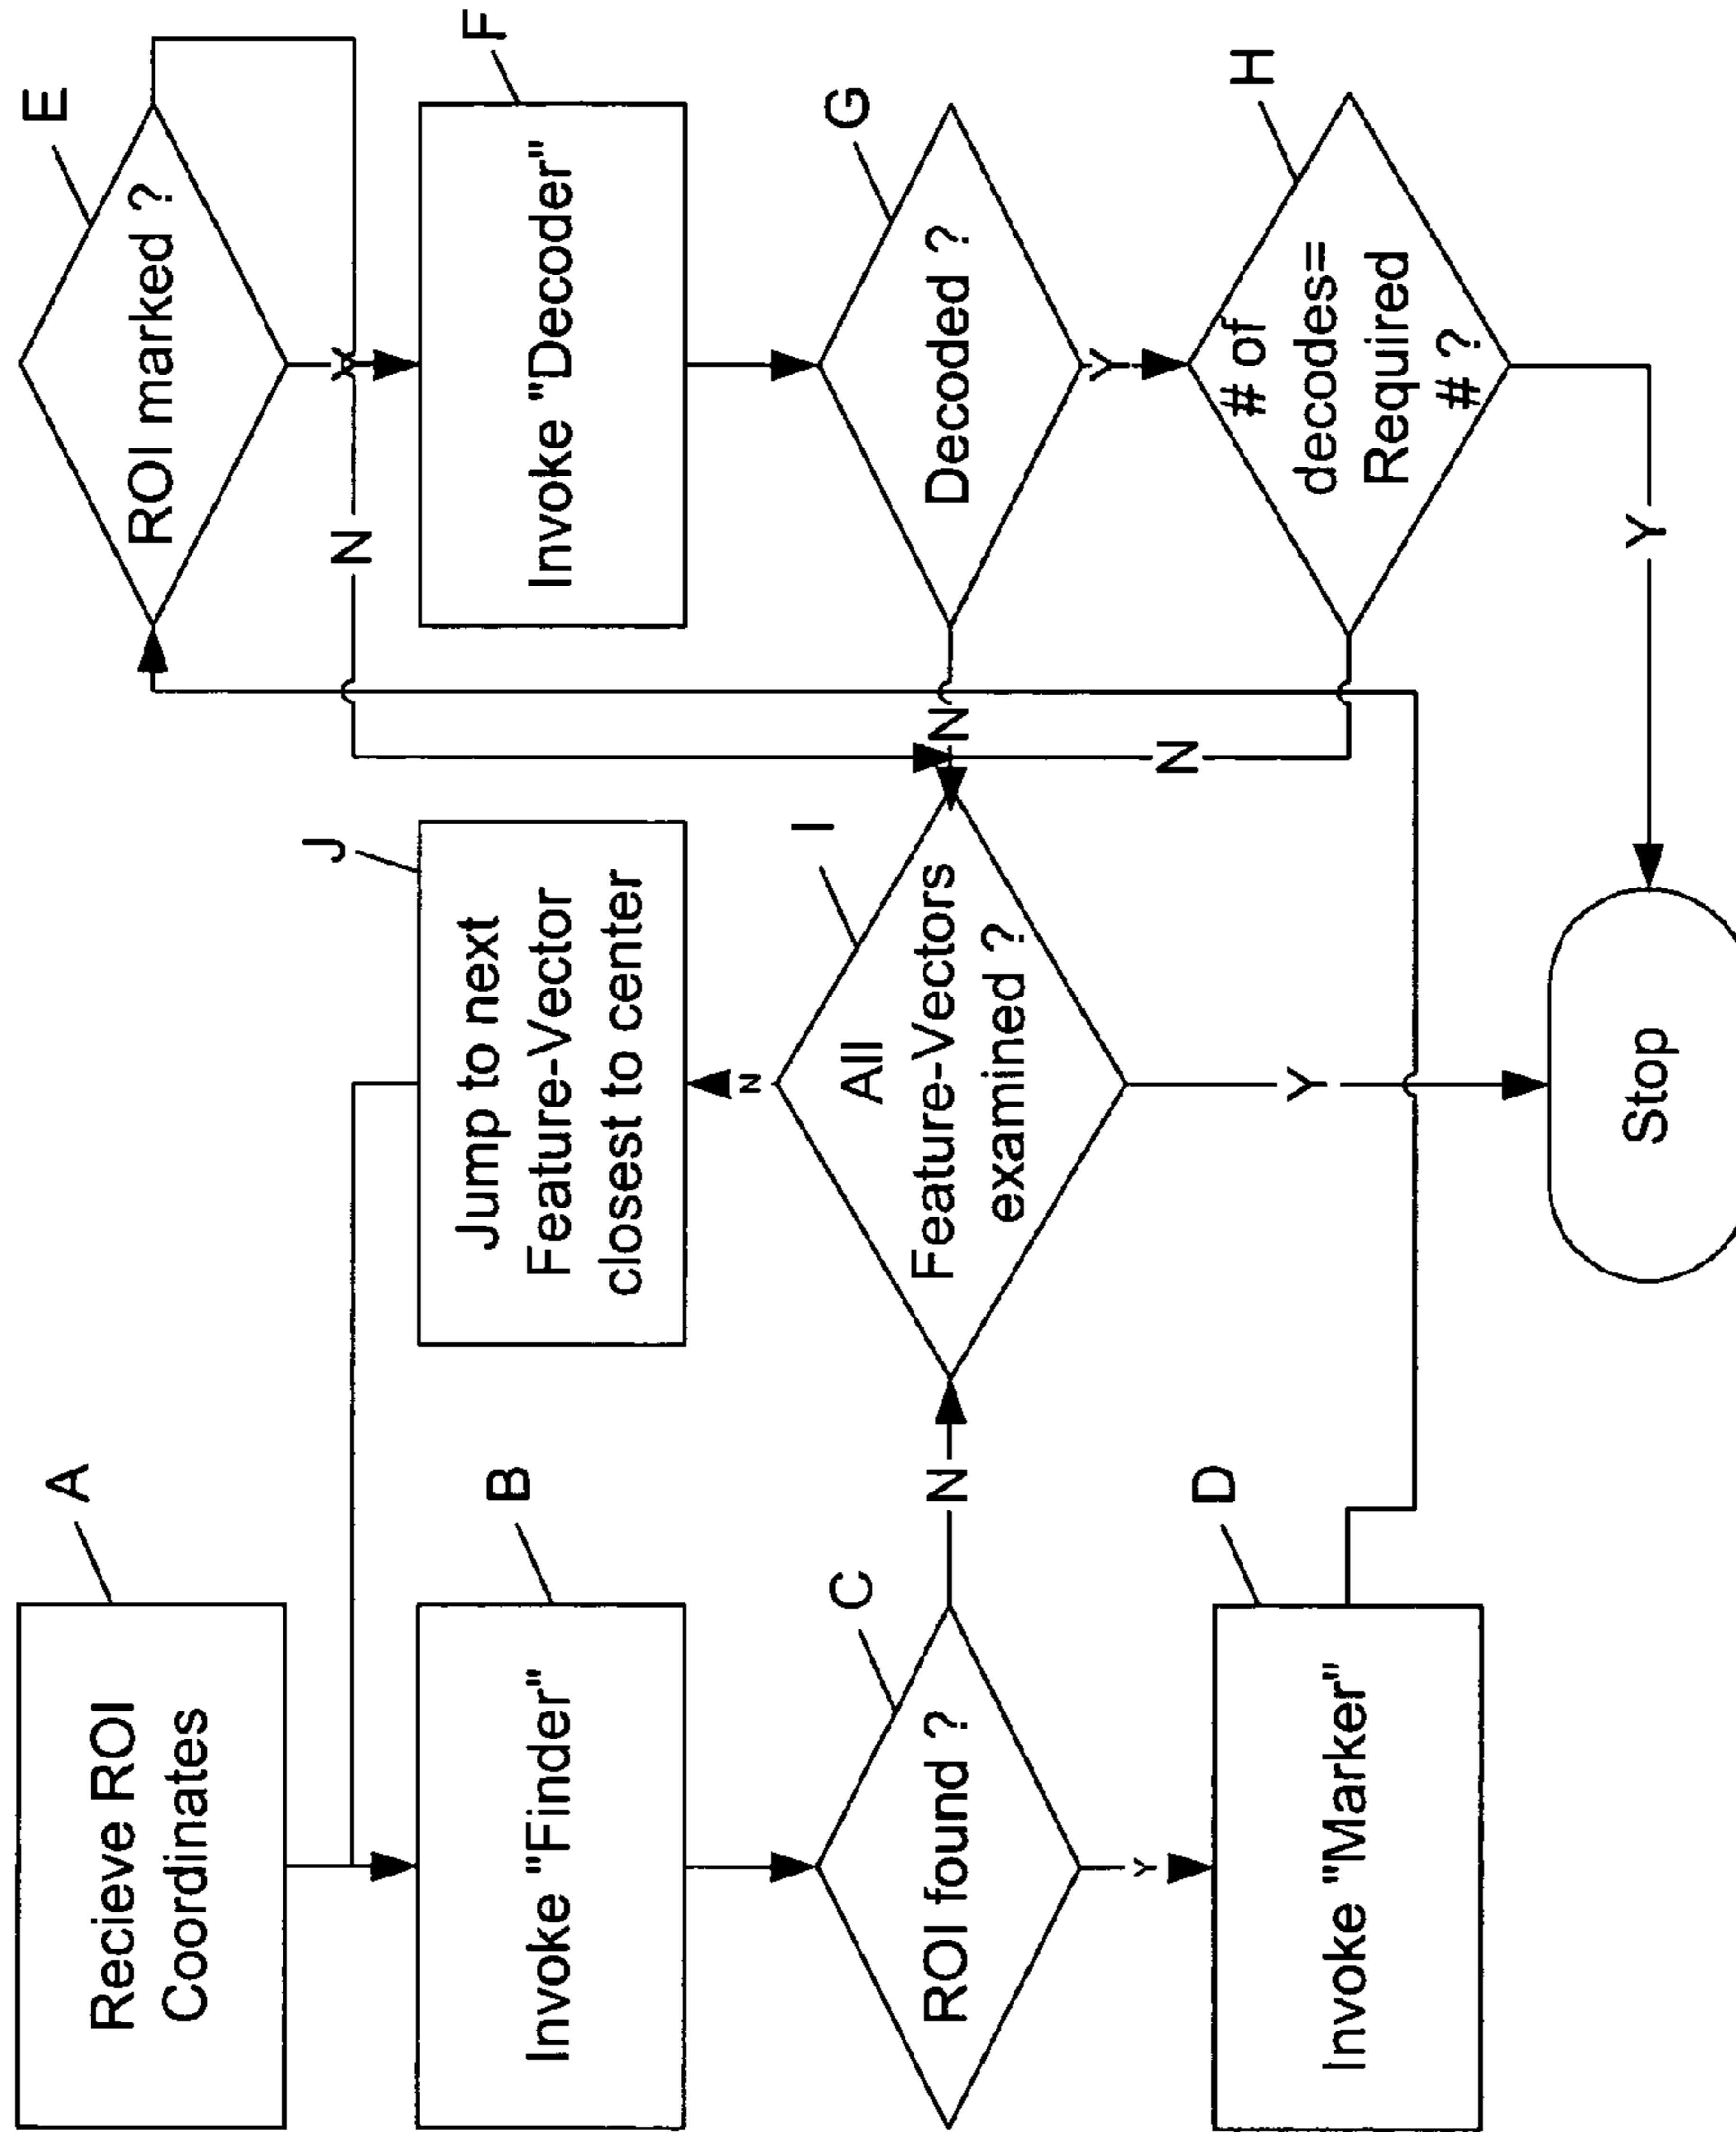 A
Recieve ROI
Coordinates
B
Invoke "Finder"
C
ROI found ?
N
Y
D
Invoke "Marker"
J
Jump to next
Feature-Vector
closest to center
N
I
All
Feature-Vectors
examined ?
Y
Stop
E
ROI marked ?
N
Y
F
Invoke "Decoder"
G
Decoded ?
N
Y
H
# of
decodes=
Required
# ?
N
Y